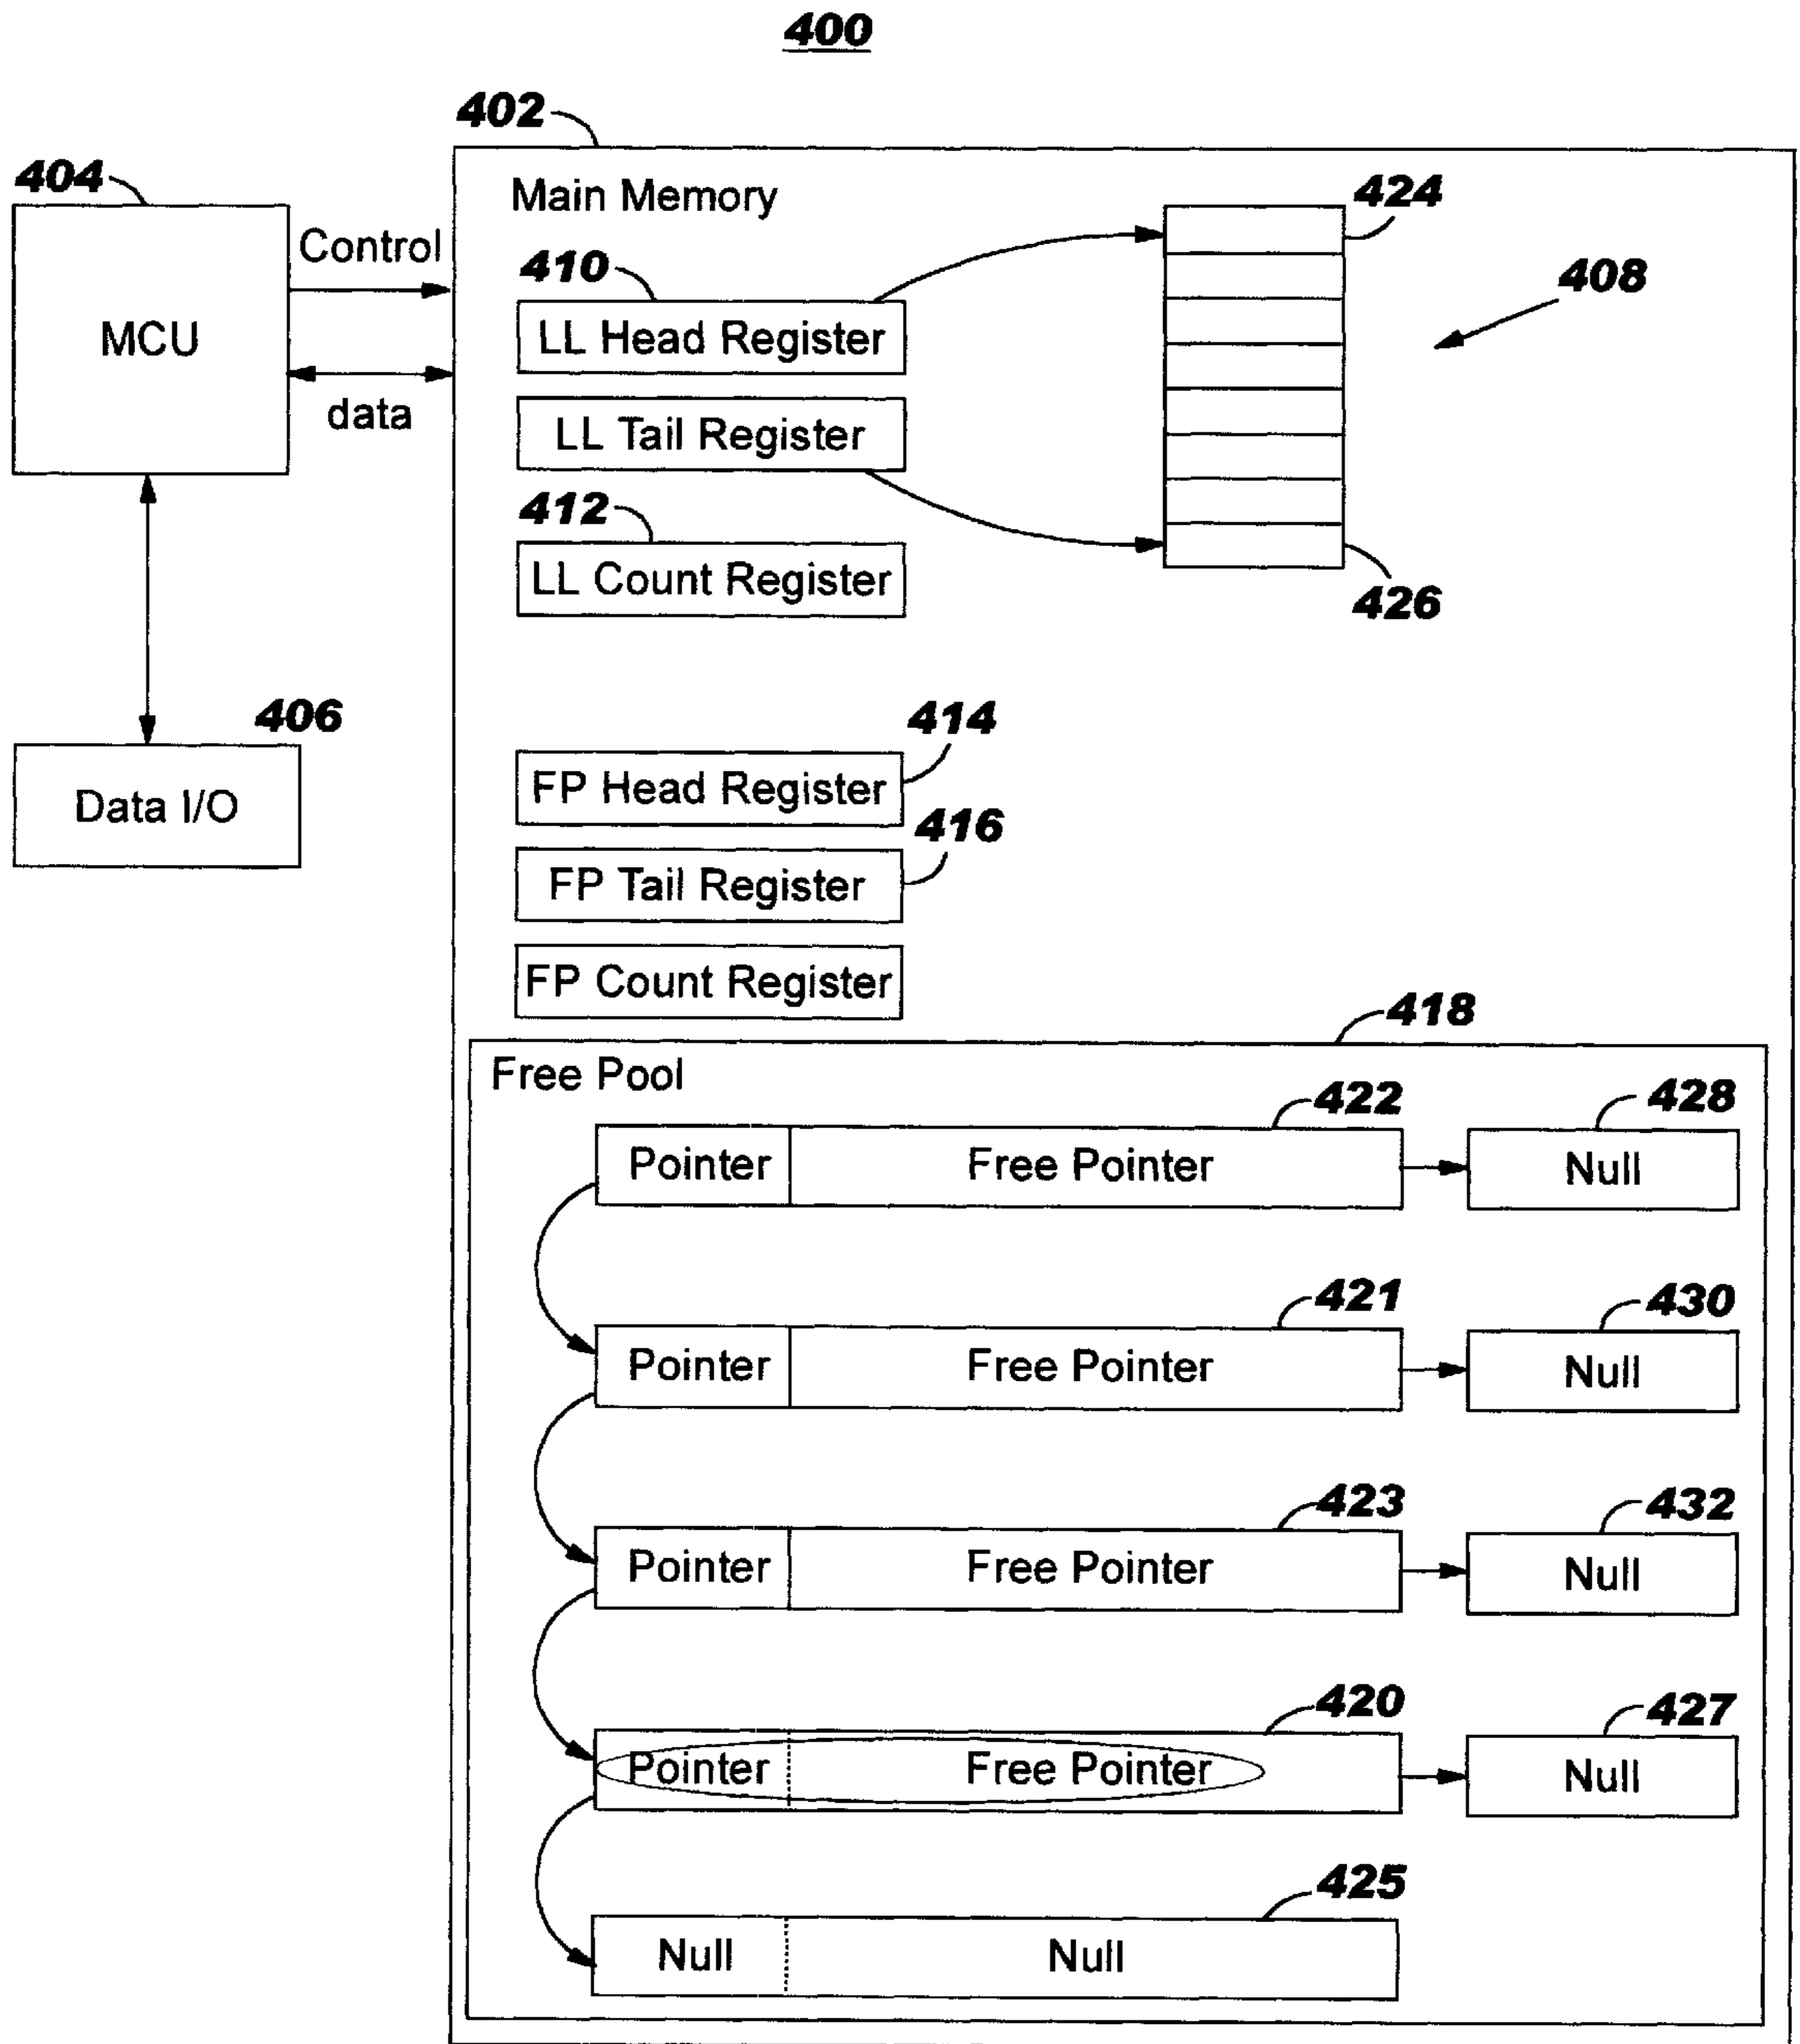 400
402
404
Main Memory
424
Control
410
408
MCU
LL Head Register
data
LL Tail Register
412
LL Count Register
426
406
414
Data I/O
FP Head Register
416
FP Tail Register
FP Count Register
418
Free Pool
422
428
Pointer Free Pointer Null
421
430
Pointer Free Pointer Null
423
432
Pointer Free Pointer Null
420
427
Pointer Free Pointer Null
425
Null Null